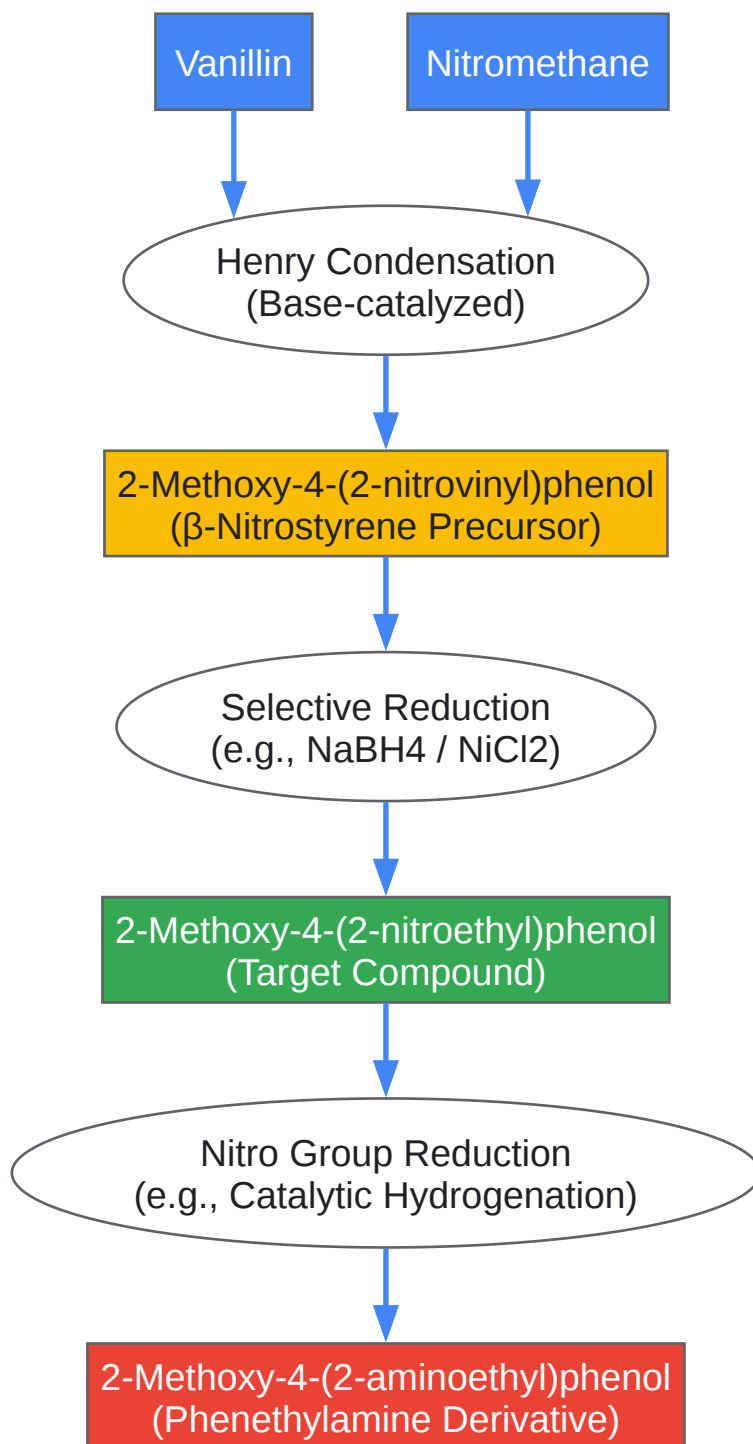 Vanillin
Nitromethane
Henry Condensation
(Base-catalyzed)
2-Methoxy-4-(2-nitrovinyl)phenol
(β-Nitrostyrene Precursor)
Selective Reduction
(e.g., NaBH4 / NiCl2)
2-Methoxy-4-(2-nitroethyl)phenol
(Target Compound)
Nitro Group Reduction
(e.g., Catalytic Hydrogenation)
2-Methoxy-4-(2-aminoethyl)phenol
(Phenethylamine Derivative)